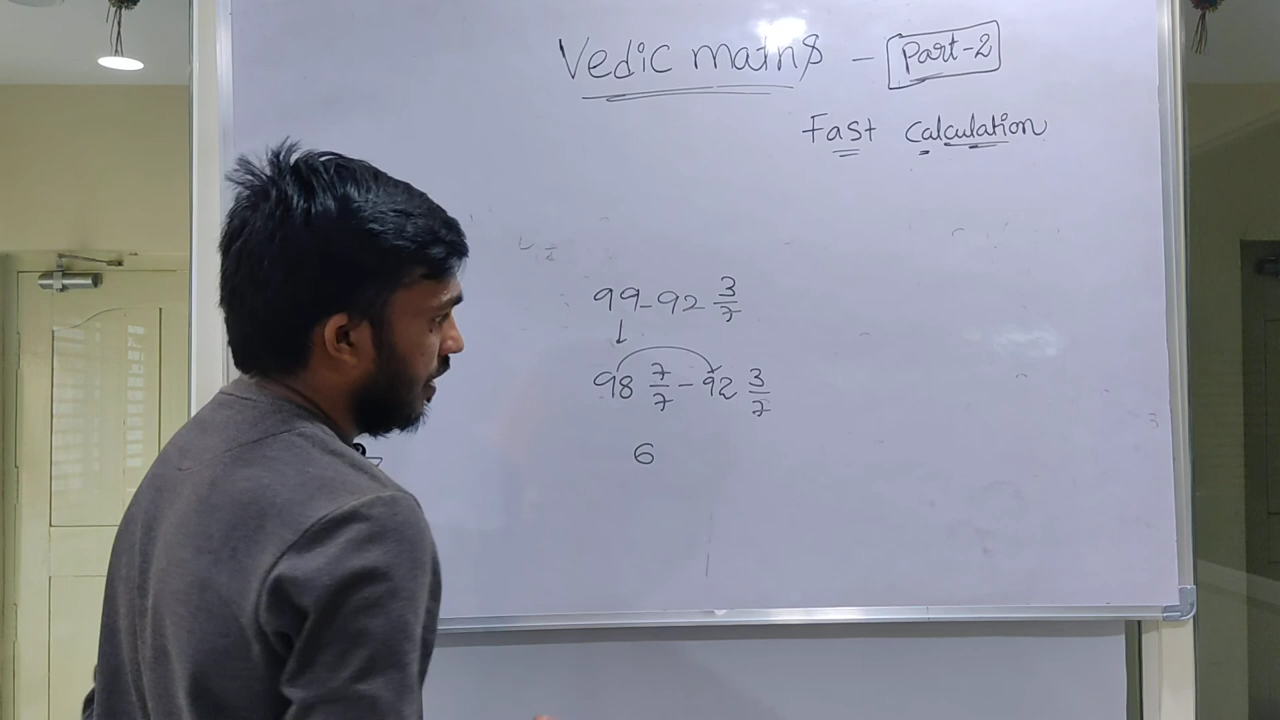 Vedic maths - Part-2
Fast Calculation
99-92 3/7
98 7/7 - 92 3/7
6